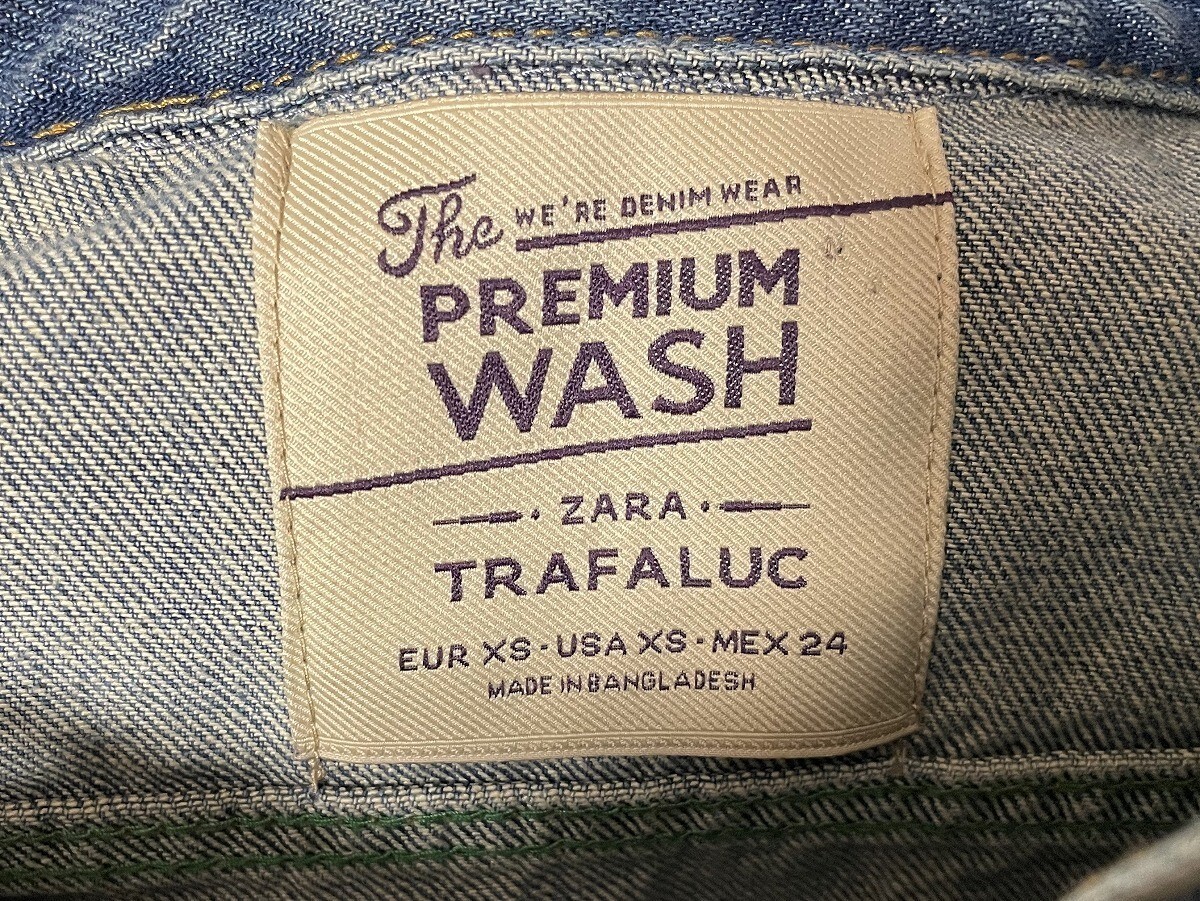 The WE'RE DENIM WEAR
PREMIUM
WASH
· ZARA ·
TRAFALUC
EUR XS - USA XS - MEX 24
MADE IN BANGLADESH